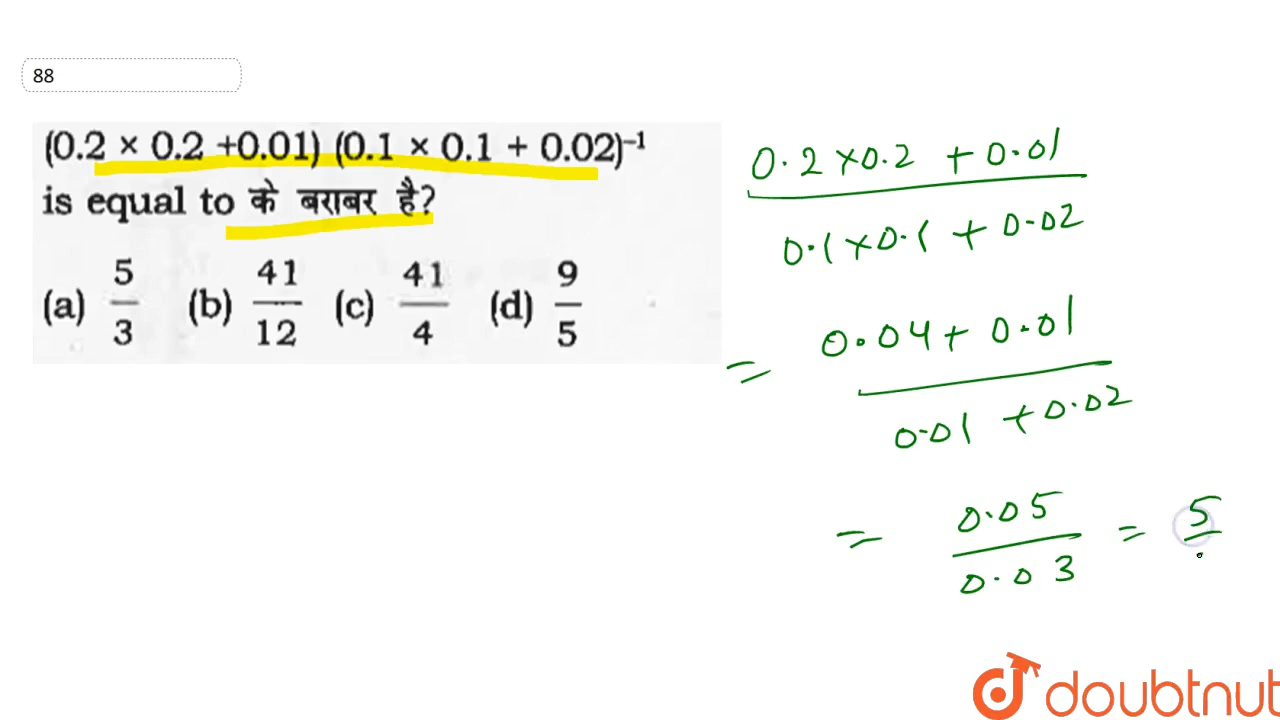 88
(0.2 × 0.2 +0.01) (0.1 × 0.1 + 0.02)⁻¹
is equal to के बराबर है?
(a) 5/3 (b) 41/12 (c) 41/4 (d) 9/5
0.2 × 0.2 + 0.01
0.1 × 0.1 + 0.02
= 0.04 + 0.01
0.01 + 0.02
= 0.05/0.03 = 5
doubtnut